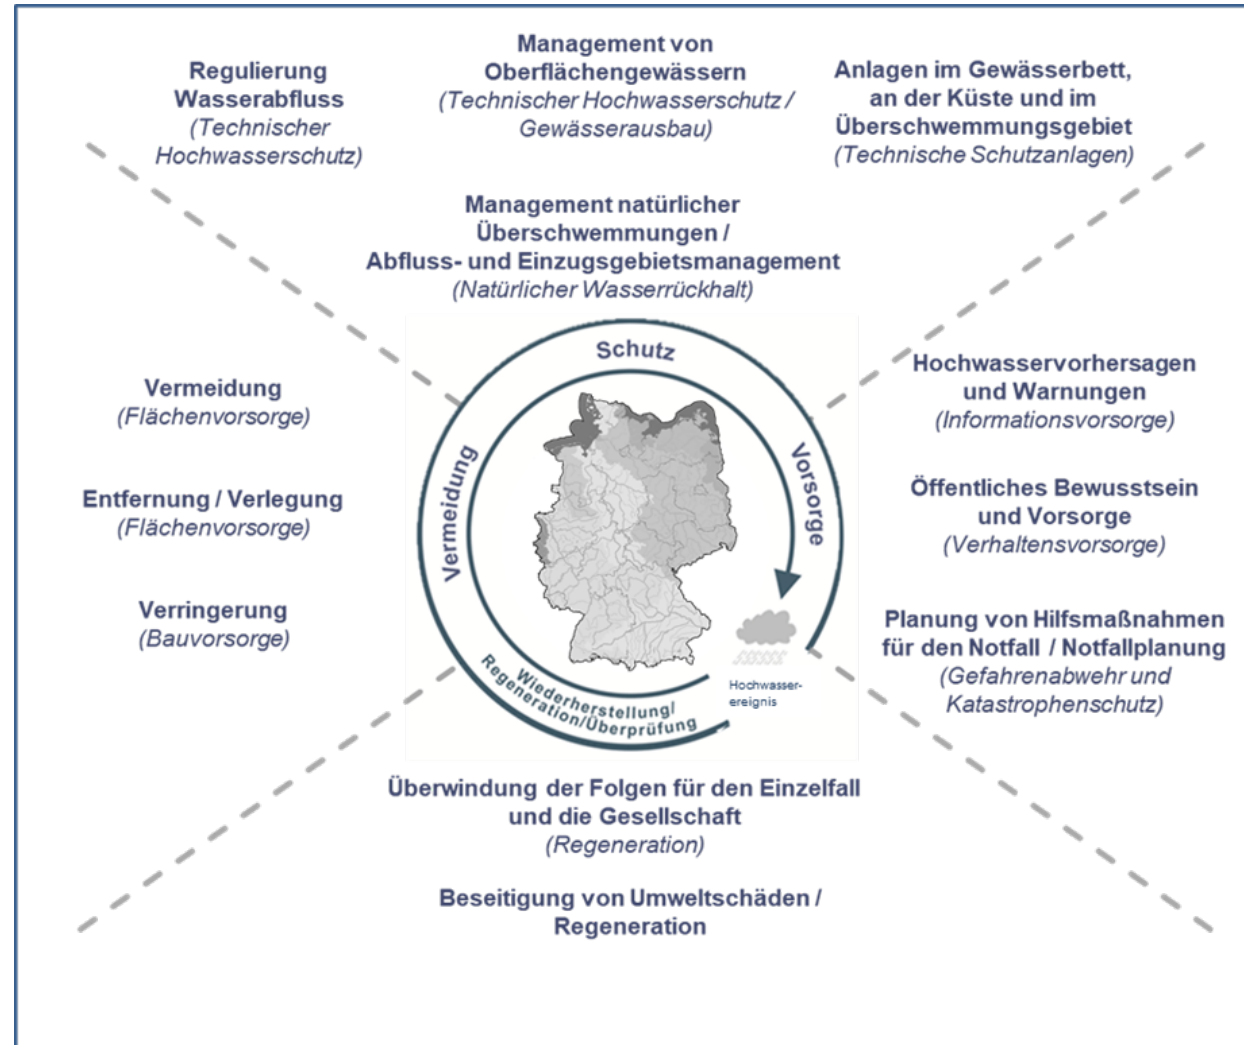 Regulierung
Wasserabfluss
(Technischer
Hochwasserschutz)
Management von
Oberflächengewässern
(Technischer Hochwasserschutz /
Gewässerausbau)
Anlagen im Gewässerbett,
an der Küste und im
Überschwemmungsgebiet
(Technische Schutzanlagen)
Management natürlicher
Überschwemmungen /
Abfluss- und Einzugsgebietsmanagement
(Natürlicher Wasserrückhalt)
Vermeidung
(Flächenvorsorge)
Entfernung / Verlegung
(Flächenvorsorge)
Verringerung
(Bauvorsorge)
Schutz
Vermeidung
Vorsorge
Wiederherstellung/
Regeneration/Überprüfung
Hochwasser-
ereignis
Hochwasservorhersagen
und Warnungen
(Informationsvorsorge)
Öffentliches Bewusstsein
und Vorsorge
(Verhaltensvorsorge)
Planung von Hilfsmaßnahmen
für den Notfall / Notfallplanung
(Gefahrenabwehr und
Katastrophenschutz)
Überwindung der Folgen für den Einzelfall
und die Gesellschaft
(Regeneration)
Beseitigung von Umweltschäden /
Regeneration